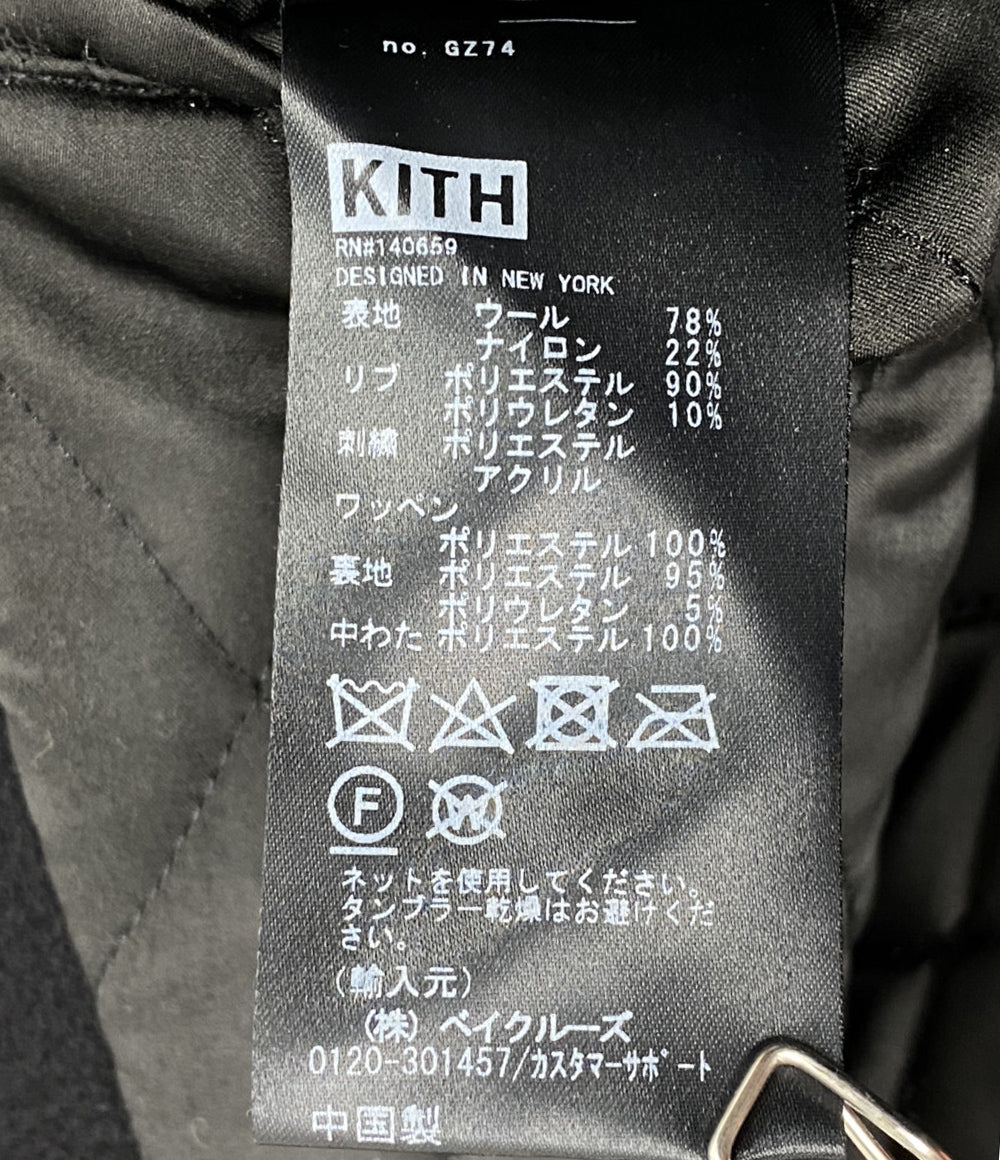 no. GZ74
KITH
RN#140659
DESIGNED IN NEW YORK
表地 ウール 78%
ナイロン 22%
リブ ポリエステル 90%
ポリウレタン 10%
刺繍 ポリエステル
アクリル
ワッペン
ポリエステル 100%
裏地 ポリエステル 95%
ポリウレタン 5%
中わた ポリエステル 100%
F
W
ネットを使用してください。
タンブラー乾燥はお避けくだ
さい。
(輸入元)
(株) ベイクルーズ
0120-301457/カスタマーサポート
中国製